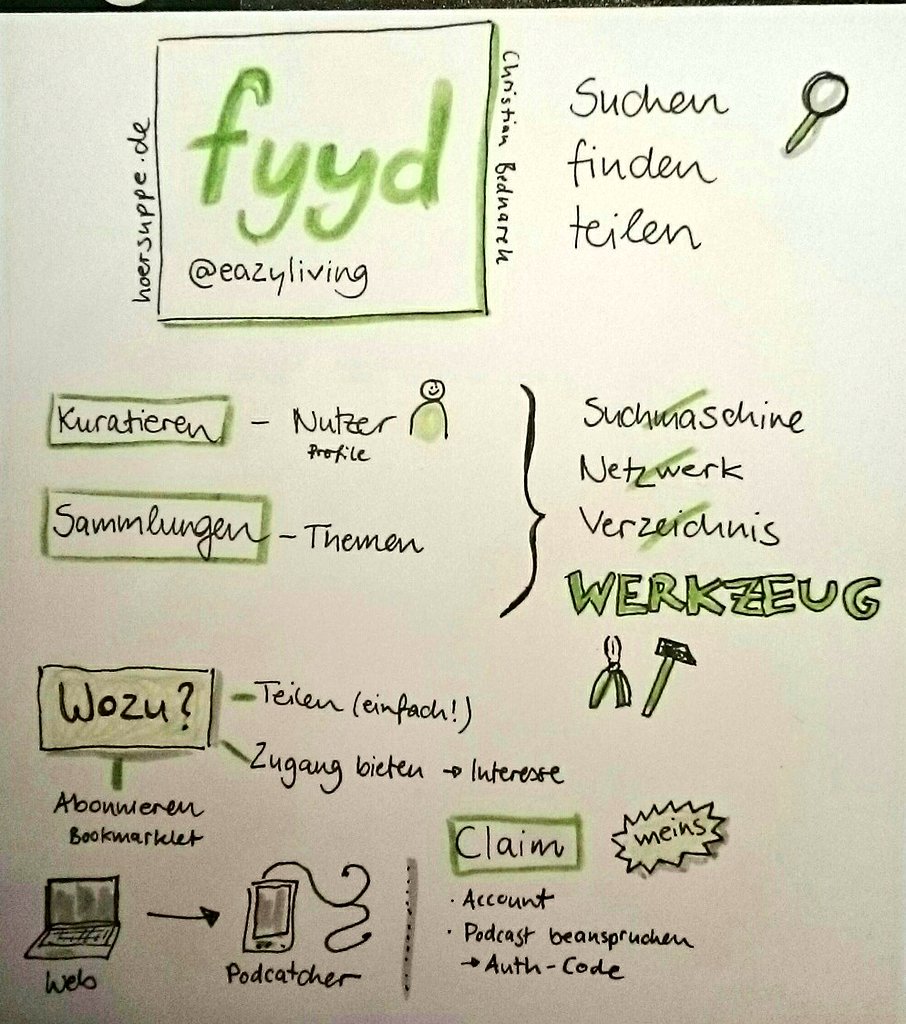 hoersuppe.de
fyyd
@eazyliving
Christian Bednarek
Suchen
finden
teilen
Kuratieren - Nutzer
Profile
Sammlungen - Themen
Suchmaschine
Netzwerk
Verzeichnis
WERKZEUG
Wozu?
- Teilen (einfach!)
Zugang bieten → Interesse
Abonnieren
Bookmarklet
Web
Podcatcher
Claim
meins
· Account
· Podcast beanspruchen
→ Auth-Code